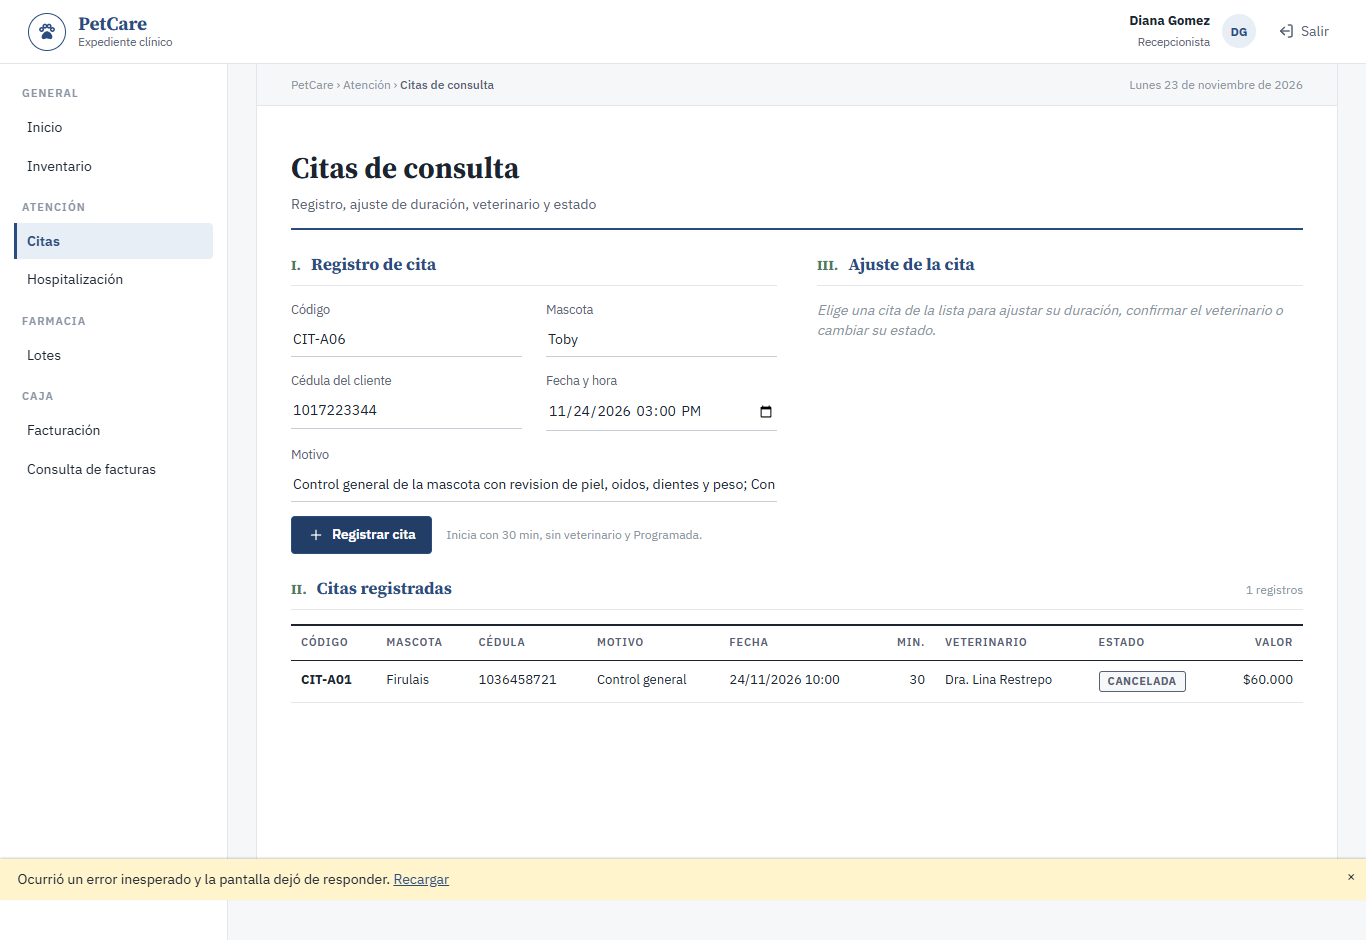 PetCare
Expediente clínico
Diana Gomez
Recepcionista
DG
Salir
GENERAL
Inicio
Inventario
ATENCIÓN
Citas
Hospitalización
FARMACIA
Lotes
CAJA
Facturación
Consulta de facturas
PetCare › Atención › Citas de consulta
Lunes 23 de noviembre de 2026
Citas de consulta
Registro, ajuste de duración, veterinario y estado
I. Registro de cita
Código
CIT-A06
Mascota
Toby
Cédula del cliente
1017223344
Fecha y hora
11/24/2026 03:00 PM
Motivo
Control general de la mascota con revision de piel, oidos, dientes y peso; Con
+ Registrar cita
Inicia con 30 min, sin veterinario y Programada.
III. Ajuste de la cita
Elige una cita de la lista para ajustar su duración, confirmar el veterinario o
cambiar su estado.
II. Citas registradas
1 registros
CÓDIGO MASCOTA CÉDULA MOTIVO FECHA MIN. VETERINARIO ESTADO VALOR
CIT-A01 Firulais 1036458721 Control general 24/11/2026 10:00 30 Dra. Lina Restrepo CANCELADA $60.000
Ocurrió un error inesperado y la pantalla dejó de responder. Recargar
×